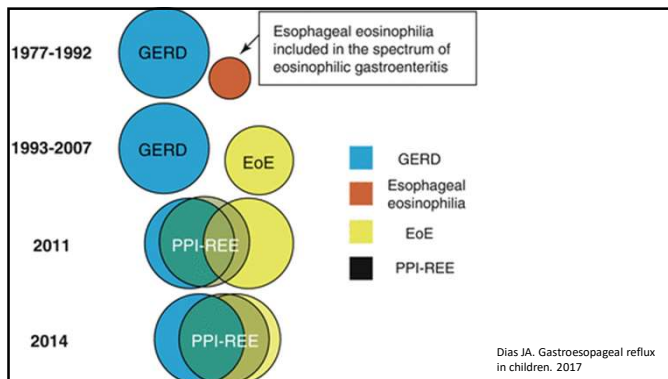 1977-1992
GERD
Esophageal eosinophilia
included in the spectrum of
eosinophilic gastroenteritis
1993-2007
GERD
EoE
GERD
Esophageal
eosinophilia
EoE
PPI-REE
2011
PPI-REE
2014
PPI-REE
Dias JA. Gastroesopageal reflux
in children. 2017